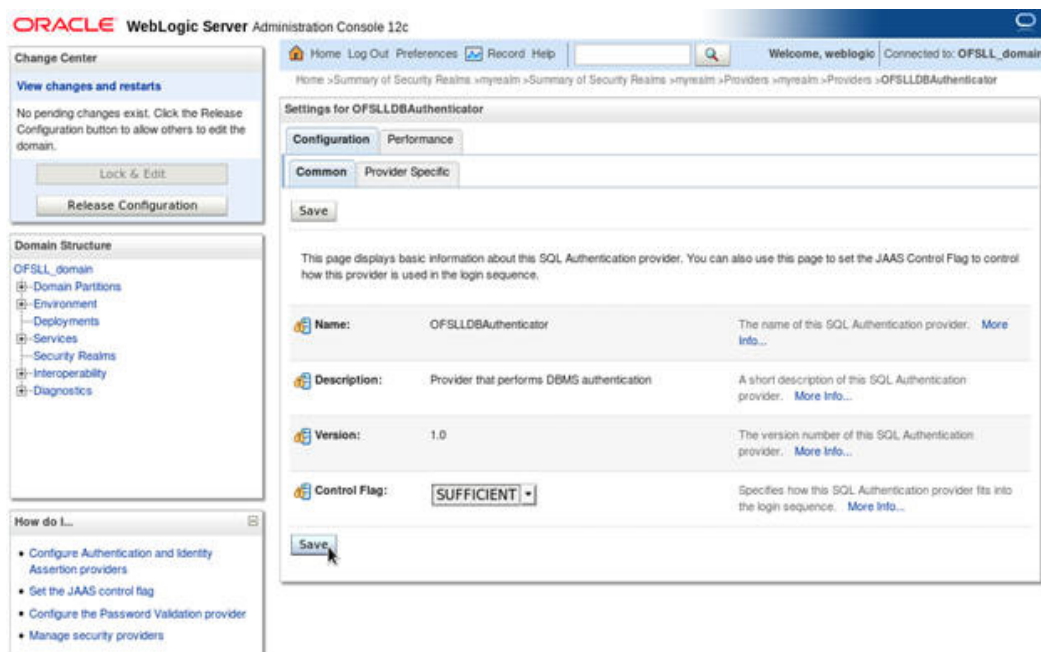 ORACLE WebLogic Server Administration Console 12c
Change Center
View changes and restarts
No pending changes exist. Click the Release
Configuration button to allow others to edit the
domain.
Lock & Edit
Release Configuration
Domain Structure
OFSLL_domain
Domain Partitions
Environment
Deployments
Services
Security Realms
Interoperability
Diagnostics
How do I...
Configure Authentication and Identity
Assertion providers
Set the JAAS control flag
Configure the Password Validation provider
Manage security providers
Home Log Out Preferences Record Help
Welcome, weblogic Connected to: OFSLL_domain
Home >Summary of Security Realms >myrealm >Summary of Security Realms >myrealm >Providers >myrealm >Providers >OFSLLDBAuthenticator
Settings for OFSLLDBAuthenticator
Configuration Performance
Common Provider Specific
Save
This page displays basic information about this SQL Authentication provider. You can also use this page to set the JAAS Control Flag to control
how this provider is used in the login sequence.
Name: OFSLLDBAuthenticator The name of this SQL Authentication provider. More
Info...
Description: Provider that performs DBMS authentication A short description of this SQL Authentication
provider. More Info...
Version: 1.0 The version number of this SQL Authentication
provider. More Info...
Control Flag: SUFFICIENT Specifies how this SQL Authentication provider fits into
the login sequence. More Info...
Save